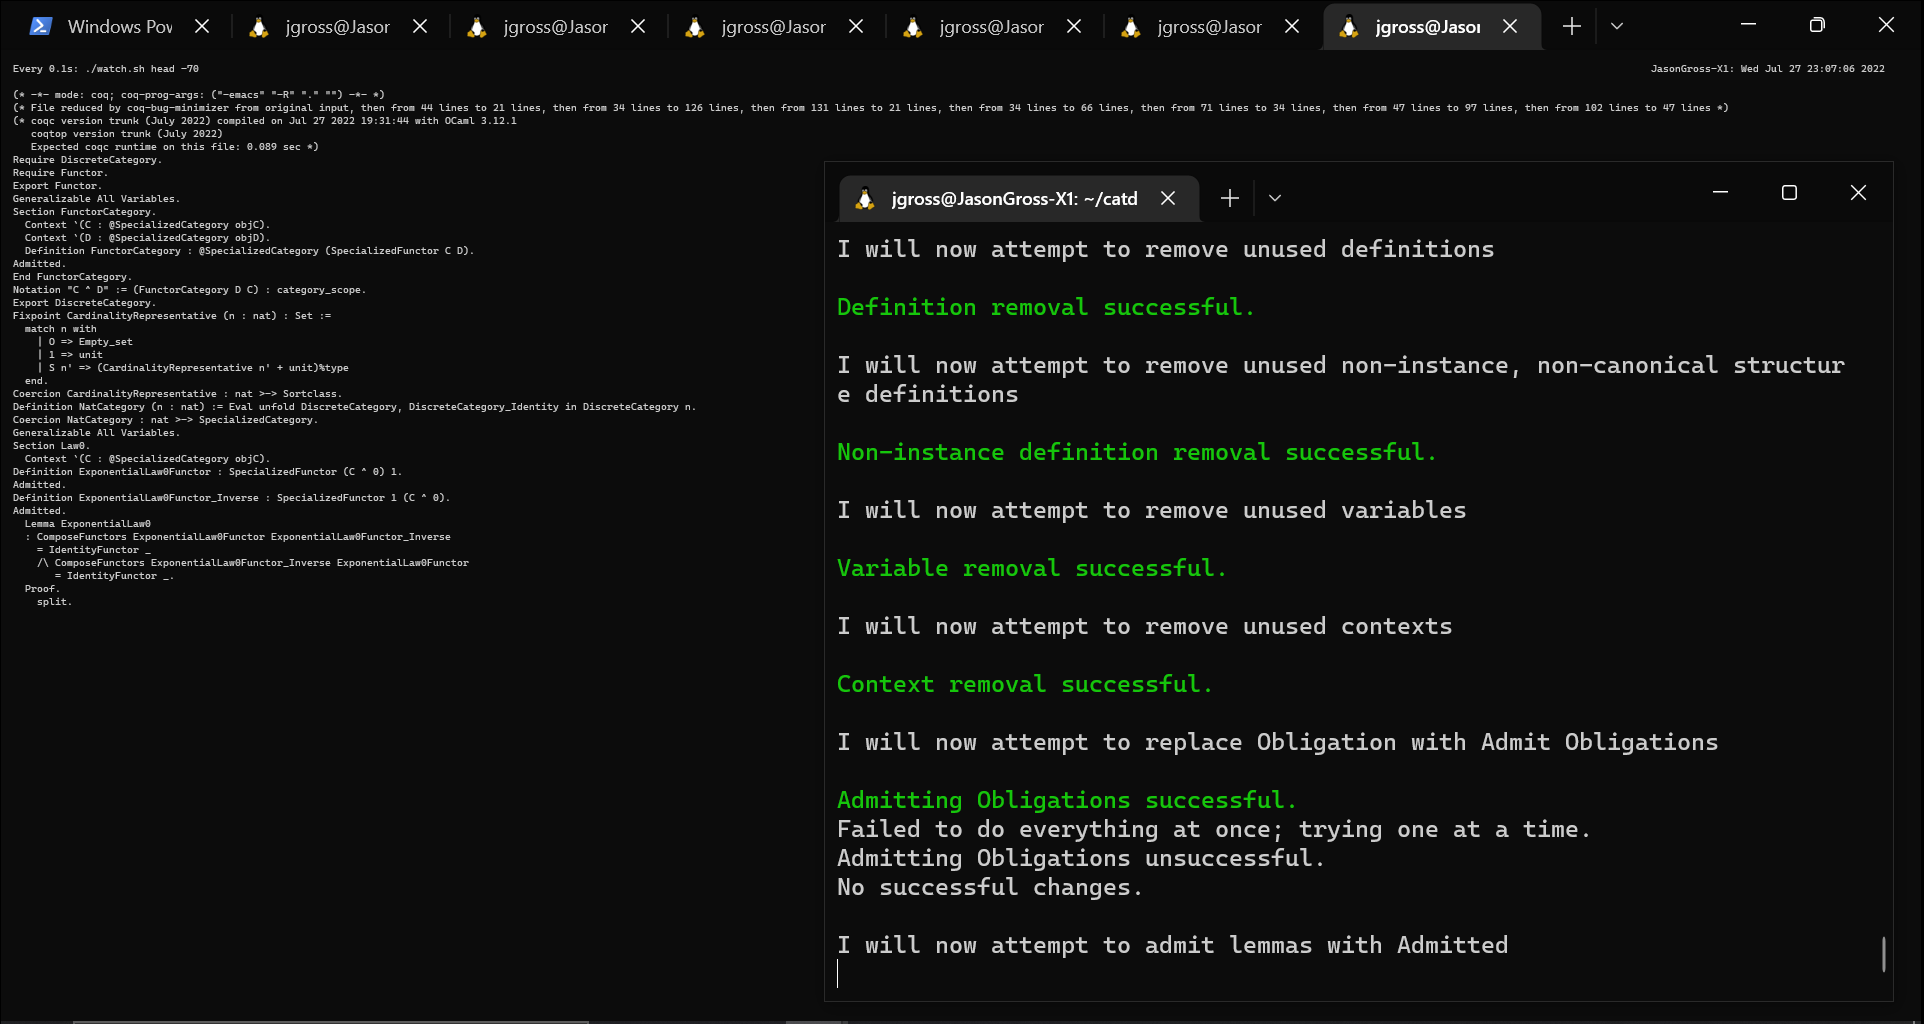 Windows Pov
jgross@Jasor
jgross@Jasor
jgross@Jasor
jgross@Jasor
jgross@Jasor
jgross@Jasor
Every 0.1s: ./watch.sh head -70
JasonGross-X1: Wed Jul 27 23:07:06 2022
(* -*- mode: coq; coq-prog-args: ("-emacs" "-R" "." "") -*- *)
(* File reduced by coq-bug-minimizer from original input, then from 44 lines to 21 lines, then from 34 lines to 126 lines, then from 131 lines to 21 lines, then from 34 lines to 66 lines, then from 71 lines to 34 lines, then from 47 lines to 97 lines, then from 102 lines to 47 lines *)
(* coqc version trunk (July 2022) compiled on Jul 27 2022 19:31:44 with OCaml 3.12.1
   coqtop version trunk (July 2022)
   Expected coqc runtime on this file: 0.089 sec *)
Require DiscreteCategory.
Require Functor.
Export Functor.
Generalizable All Variables.
Section FunctorCategory.
  Context `(C : @SpecializedCategory objC).
  Context `(D : @SpecializedCategory objD).
  Definition FunctorCategory : @SpecializedCategory (SpecializedFunctor C D).
Admitted.
End FunctorCategory.
Notation "C ^ D" := (FunctorCategory D C) : category_scope.
Export DiscreteCategory.
Fixpoint CardinalityRepresentative (n : nat) : Set :=
  match n with
    | O => Empty_set
    | 1 => unit
    | S n' => (CardinalityRepresentative n' + unit)%type
  end.
Coercion CardinalityRepresentative : nat >-> Sortclass.
Definition NatCategory (n : nat) := Eval unfold DiscreteCategory, DiscreteCategory_Identity in DiscreteCategory n.
Coercion NatCategory : nat >-> SpecializedCategory.
Generalizable All Variables.
Section Law0.
  Context `(C : @SpecializedCategory objC).
Definition ExponentialLaw0Functor : SpecializedFunctor (C ^ 0) 1.
Admitted.
Definition ExponentialLaw0Functor_Inverse : SpecializedFunctor 1 (C ^ 0).
Admitted.
  Lemma ExponentialLaw0
  : ComposeFunctors ExponentialLaw0Functor ExponentialLaw0Functor_Inverse
    = IdentityFunctor _
    /\ ComposeFunctors ExponentialLaw0Functor_Inverse ExponentialLaw0Functor
       = IdentityFunctor _.
  Proof.
    split.
jgross@JasonGross-X1: ~/catd
I will now attempt to remove unused definitions
Definition removal successful.
I will now attempt to remove unused non-instance, non-canonical structur
e definitions
Non-instance definition removal successful.
I will now attempt to remove unused variables
Variable removal successful.
I will now attempt to remove unused contexts
Context removal successful.
I will now attempt to replace Obligation with Admit Obligations
Admitting Obligations successful.
Failed to do everything at once; trying one at a time.
Admitting Obligations unsuccessful.
No successful changes.
I will now attempt to admit lemmas with Admitted